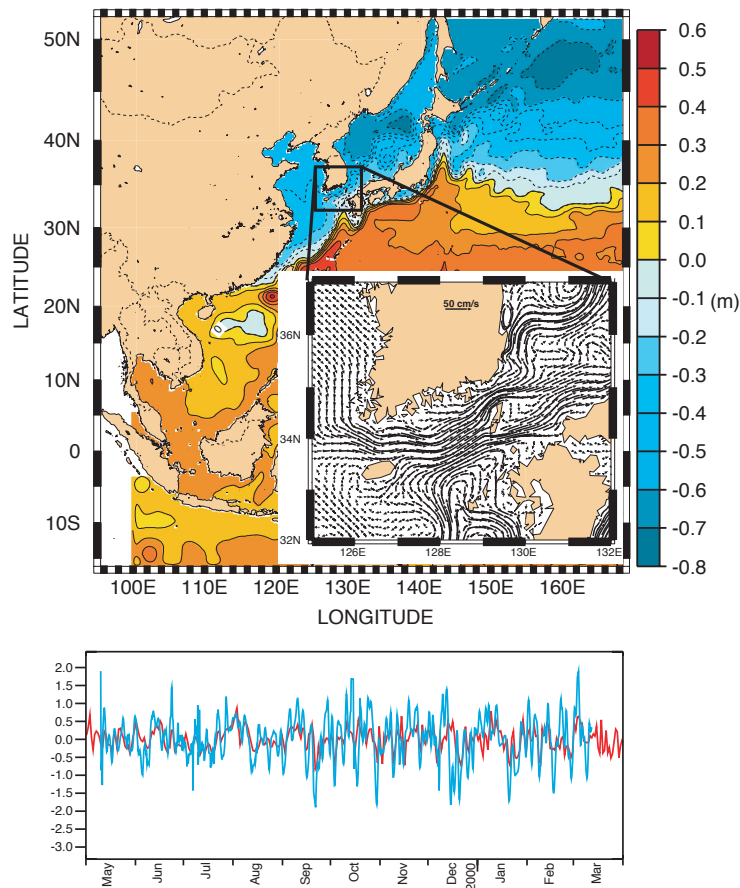 50N
40N
30N
20N
10N
0
10S
LATITUDE
100E 110E 120E 130E 140E 150E 160E
LONGITUDE
0.6
0.5
0.4
0.3
0.2
0.1
0.0
-0.1
-0.2
-0.3
-0.4
-0.5
-0.6
-0.7
-0.8
(m)
50 cm/s
36N
34N
32N
126E 128E 130E 132E
2.0
1.5
1.0
0.5
0.0
-0.5
-1.0
-1.5
-2.0
-2.5
-3.0
May Jun Jul Aug Sep Oct Nov Dec 2000 Jan Feb Mar